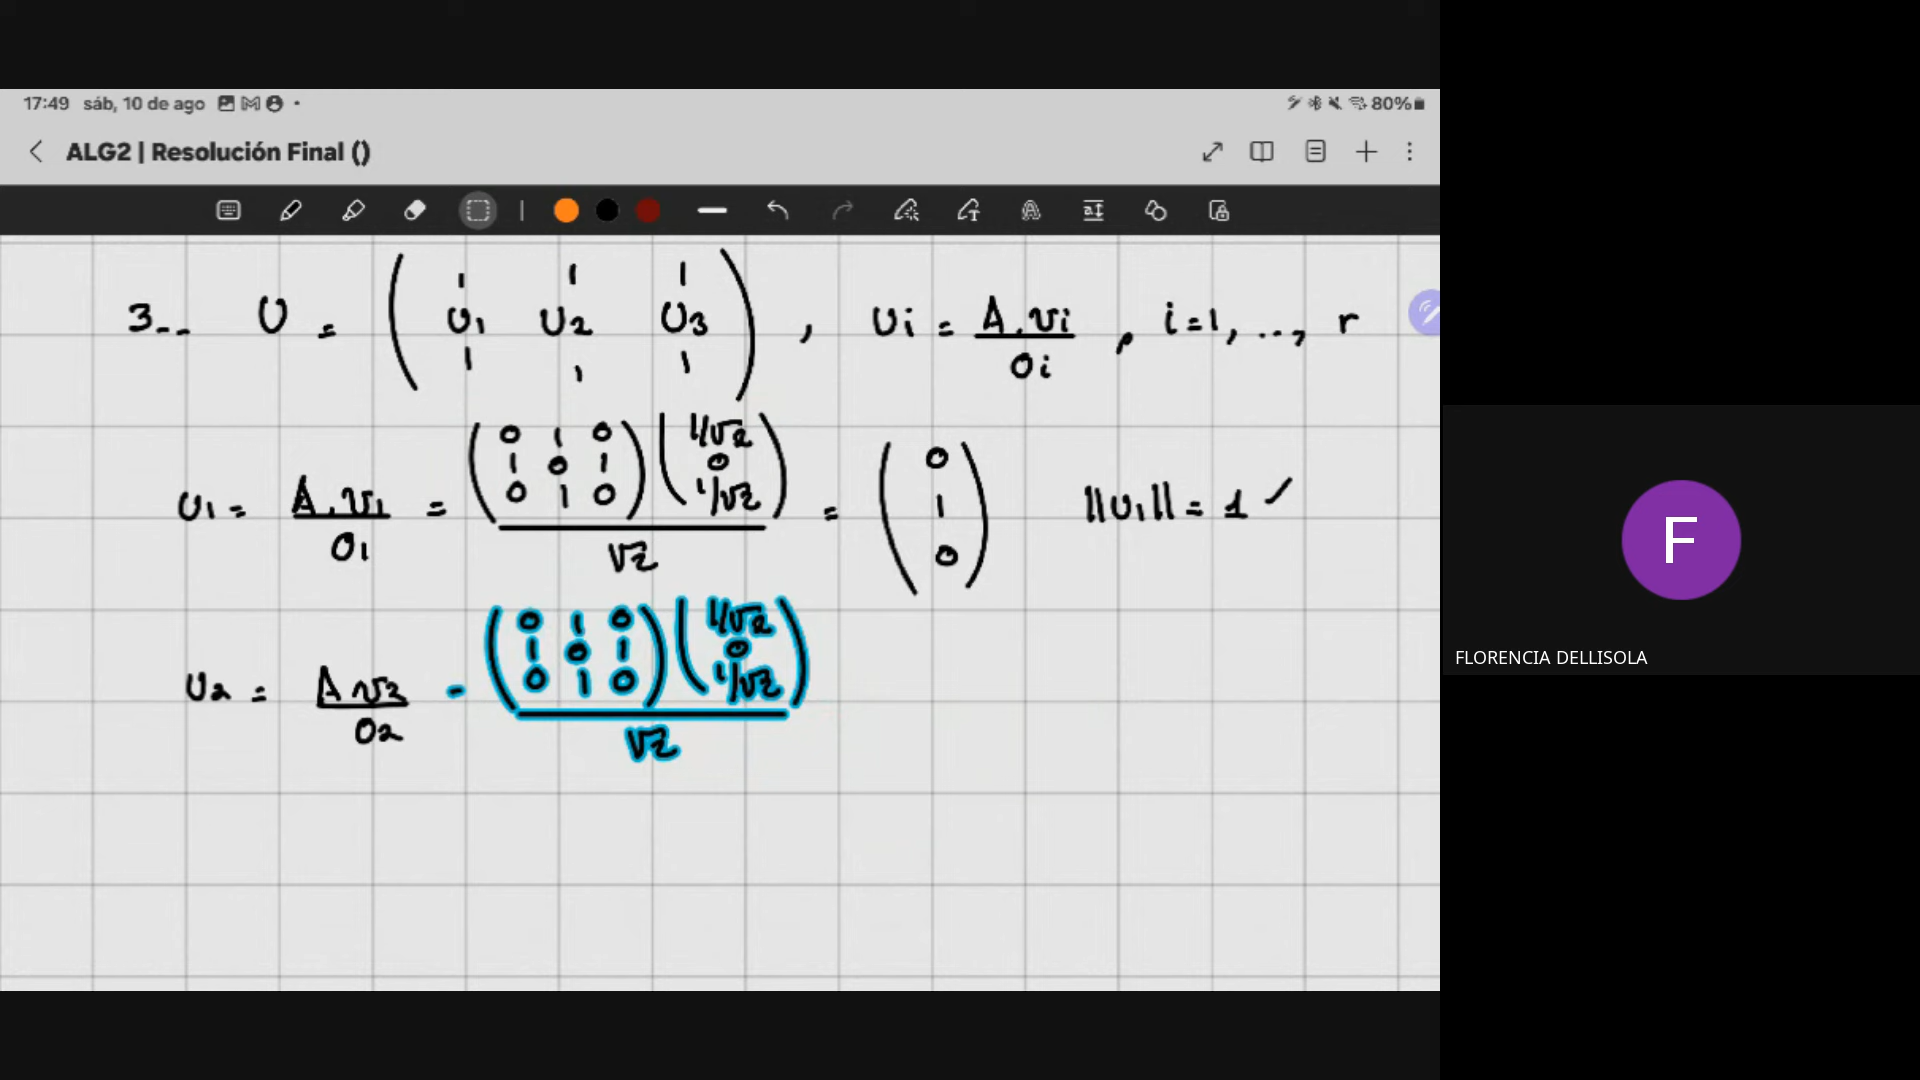 17:49 sáb, 10 de ago
80%
ALG2 | Resolución Final ()
3-- U = ( U1 U2 U3 ) , Ui = A.vi / σi , i=1, ..., r
U1 = A.v1 / σ1 = ( 0 1 0 1 0 1 0 1 0 ) ( 1/√2 0 1/√2 ) / √2 = ( 0 1 0 ) ||U1|| = 1 ✓
U2 = A v2 / σ2 = ( 0 1 0 1 0 1 0 1 0 ) ( 1/√2 0 1/√2 ) / √2
F
FLORENCIA DELLISOLA